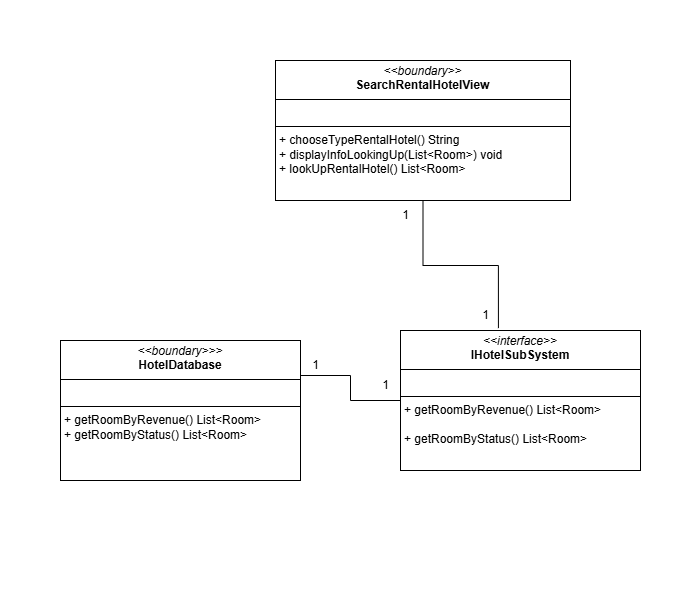 <<boundary>>
SearchRentalHotelView
+ chooseTypeRentalHotel() String
+ displayInfoLookingUp(List<Room>) void
+ lookUpRentalHotel() List<Room>
1
1
<<interface>>
IHotelSubSystem
+ getRoomByRevenue() List<Room>
+ getRoomByStatus() List<Room>
1
1
<<boundary>>>
HotelDatabase
+ getRoomByRevenue() List<Room>
+ getRoomByStatus() List<Room>